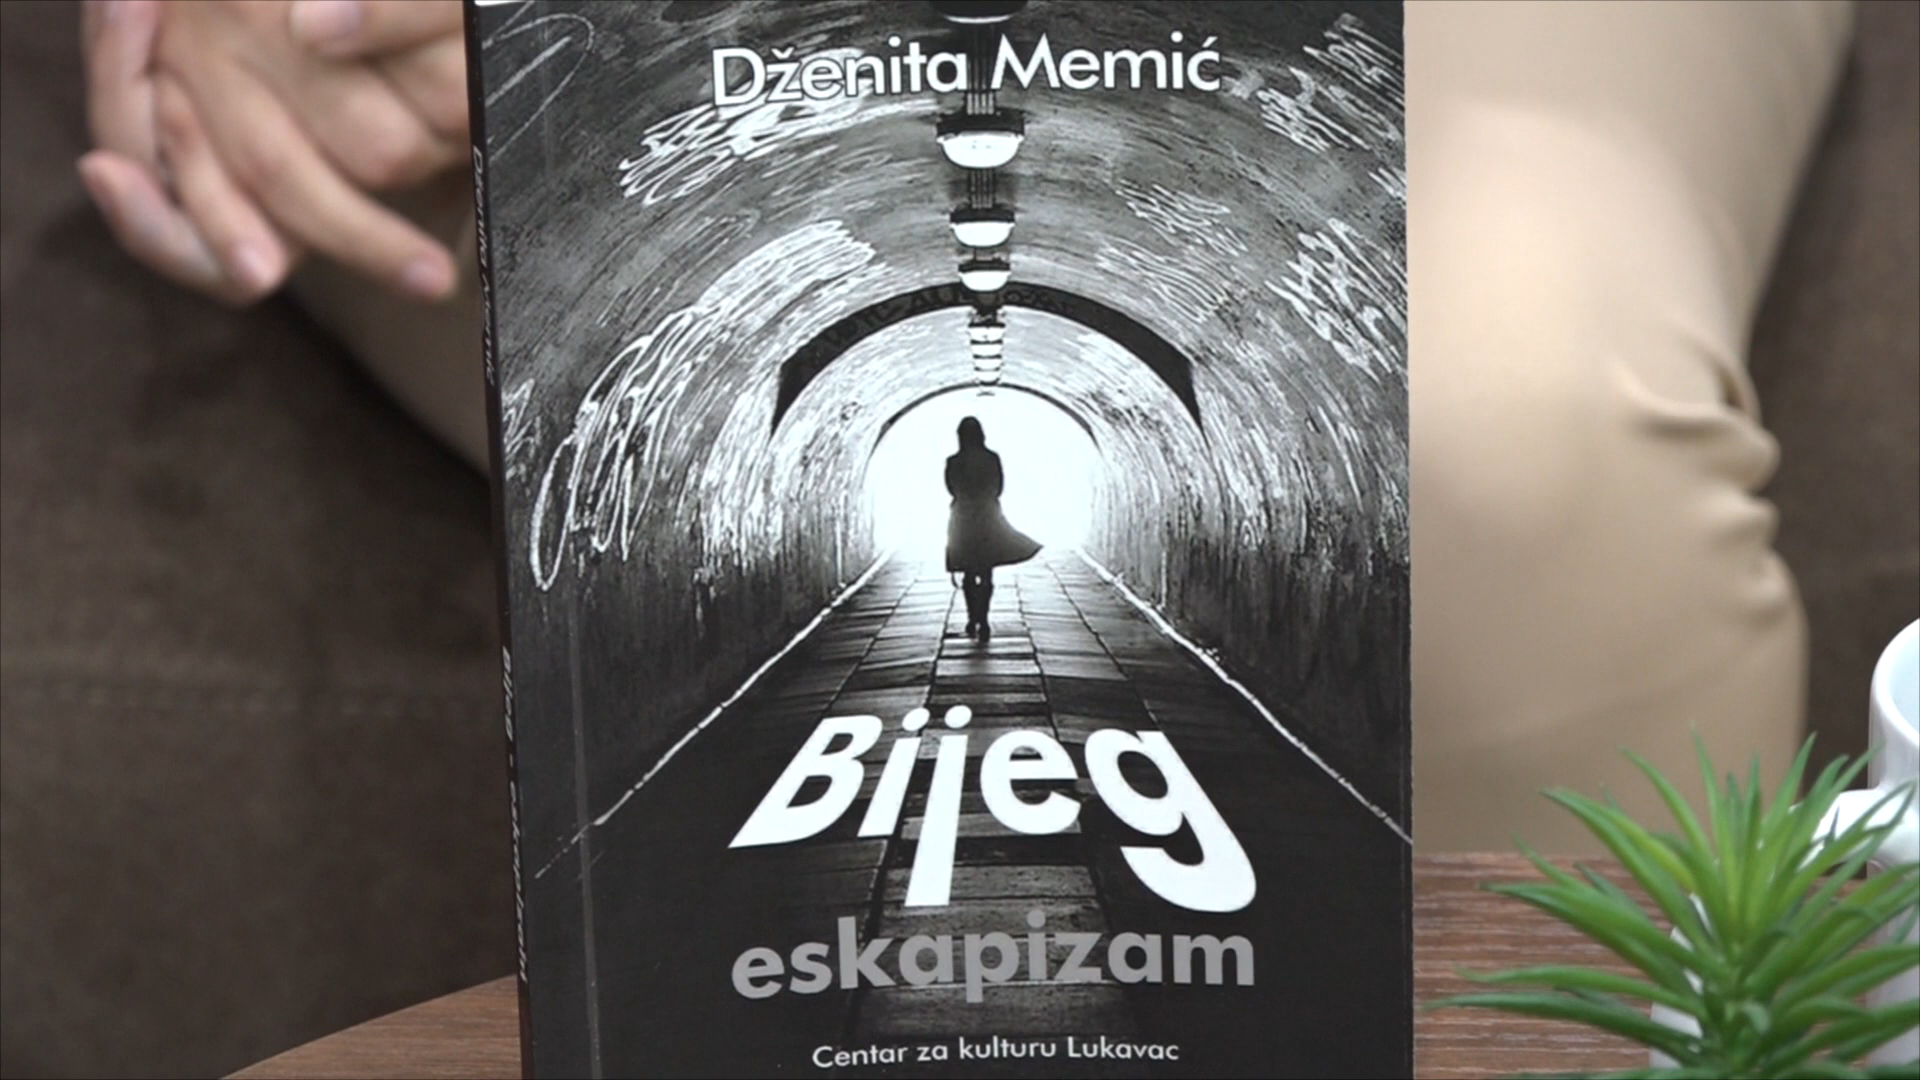 Dženita Memić
Bijeg
eskapizam
Centar za kulturu Lukavac